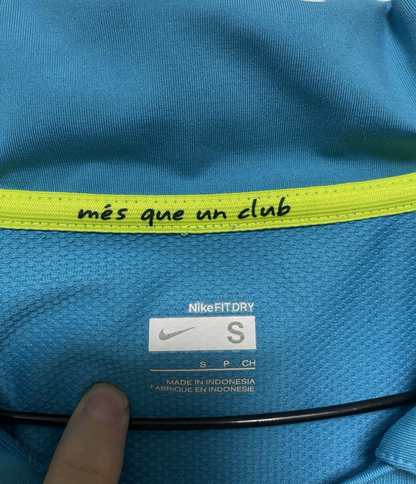 més que un club
NikeFITDRY
S
S P CH
MADE IN INDONESIA
FABRIQUE EN INDONESIE